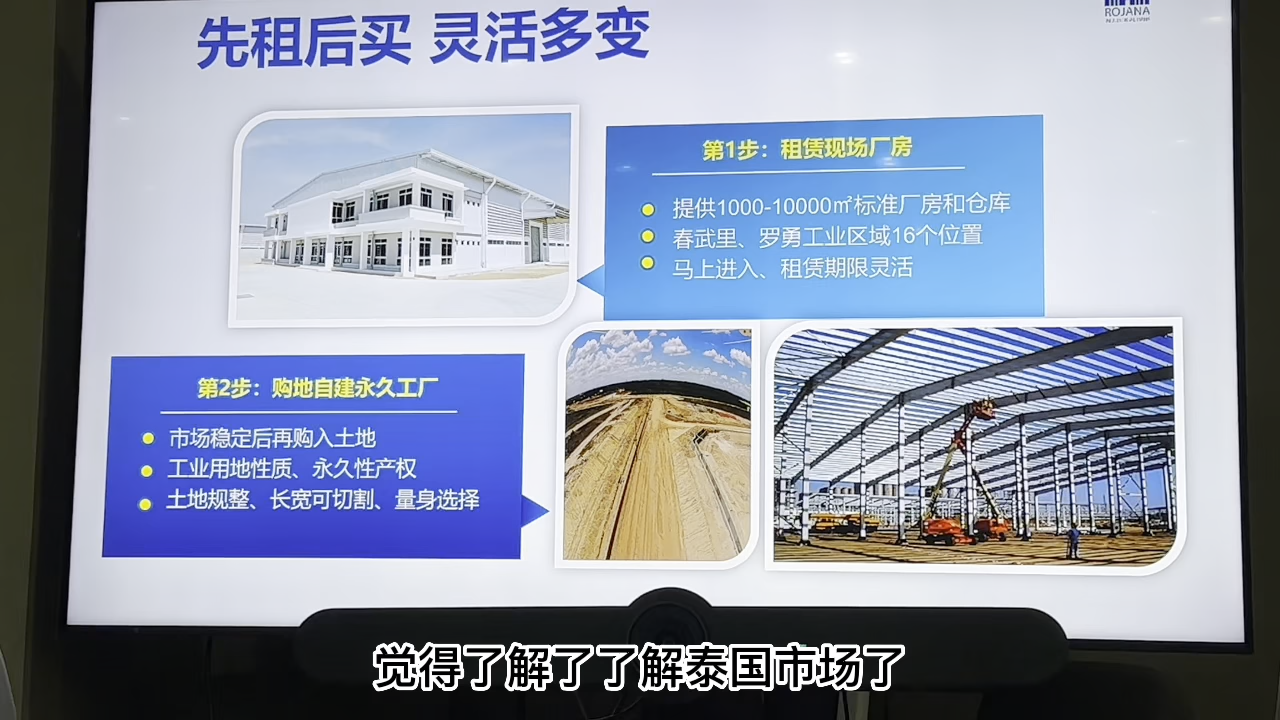 先租后买 灵活多变
ROJANA
第1步：租赁现场厂房
提供1000-10000㎡标准厂房和仓库
春武里、罗勇工业区域16个位置
马上进入、租赁期限灵活
第2步：购地自建永久工厂
市场稳定后再购入土地
工业用地性质、永久性产权
土地规整、长宽可切割、量身选择
觉得了解了了解泰国市场了